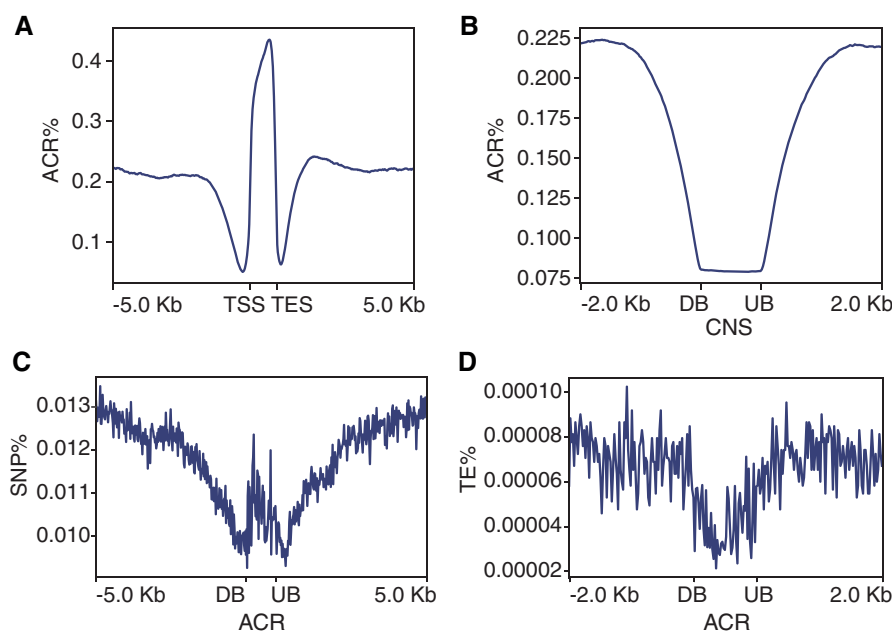 A
ACR%
0.4
0.3
0.2
0.1
-5.0 Kb TSS TES 5.0 Kb
B
ACR%
0.225
0.200
0.175
0.150
0.125
0.100
0.075
-2.0 Kb DB UB 2.0 Kb
CNS
C
SNP%
0.013
0.012
0.011
0.010
-5.0 Kb DB UB 5.0 Kb
ACR
D
TE%
0.00010
0.00008
0.00006
0.00004
0.00002
-2.0 Kb DB UB 2.0 Kb
ACR